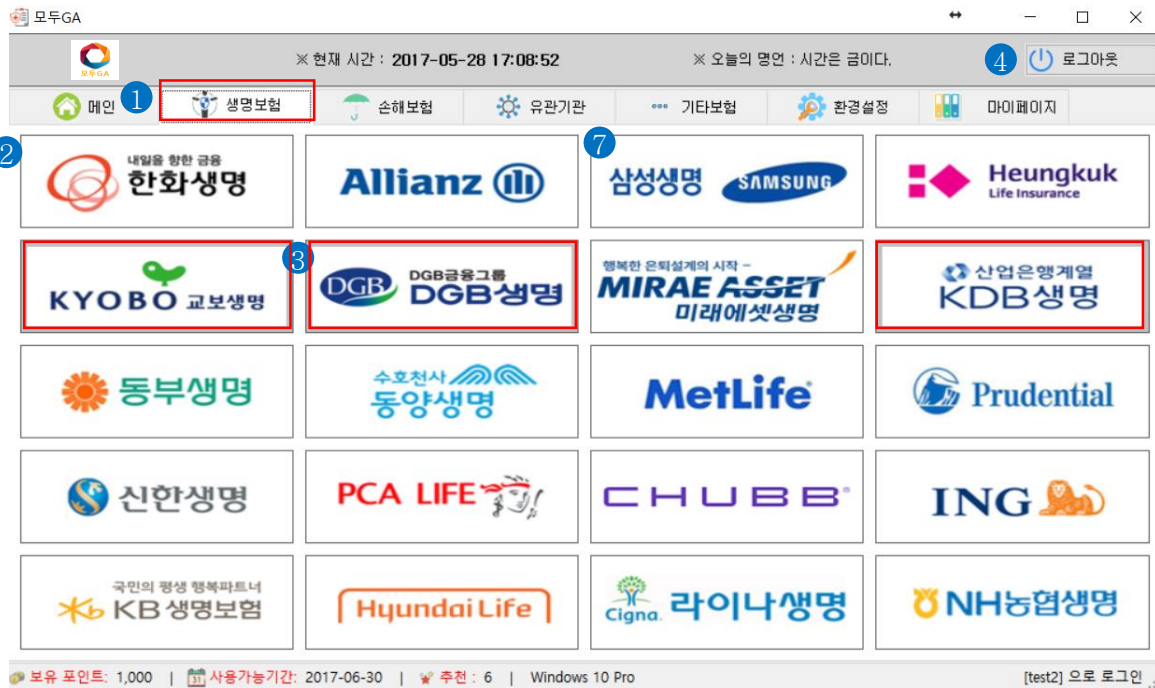 모두GA
모두GA
※ 현재 시간 : 2017-05-28 17:08:52
※ 오늘의 명언 : 시간은 금이다.
4
로그아웃
메인
1
생명보험
손해보험
유관기관
기타보험
환경설정
마이페이지
2
내일을 향한 금융
한화생명
Allianz
7
삼성생명 SAMSUNG
Heungkuk
Life Insurance
KYOBO 교보생명
3
DGB
DGB금융그룹
DGB생명
행복한 은퇴설계의 시작 –
MIRAE ASSET
미래에셋생명
산업은행계열
KDB생명
동부생명
수호천사
동양생명
MetLife
Prudential
신한생명
PCA LIFE
CHUBB
ING
국민의 평생 행복파트너
KB생명보험
Hyundai Life
Cigna. 라이나생명
NH농협생명
보유 포인트: 1,000 | 31 사용가능기간: 2017-06-30 | 추천 : 6 | Windows 10 Pro
[test2] 으로 로그인